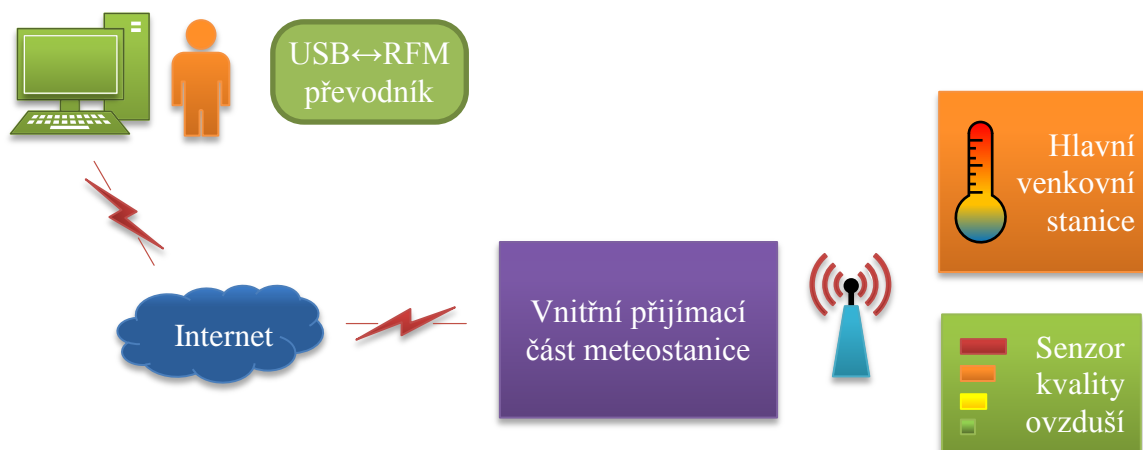 USB↔RFM
převodník
Hlavní
venkovní
stanice
Internet
Vnitřní přijímací
část meteostanice
Senzor
kvality
ovzduší